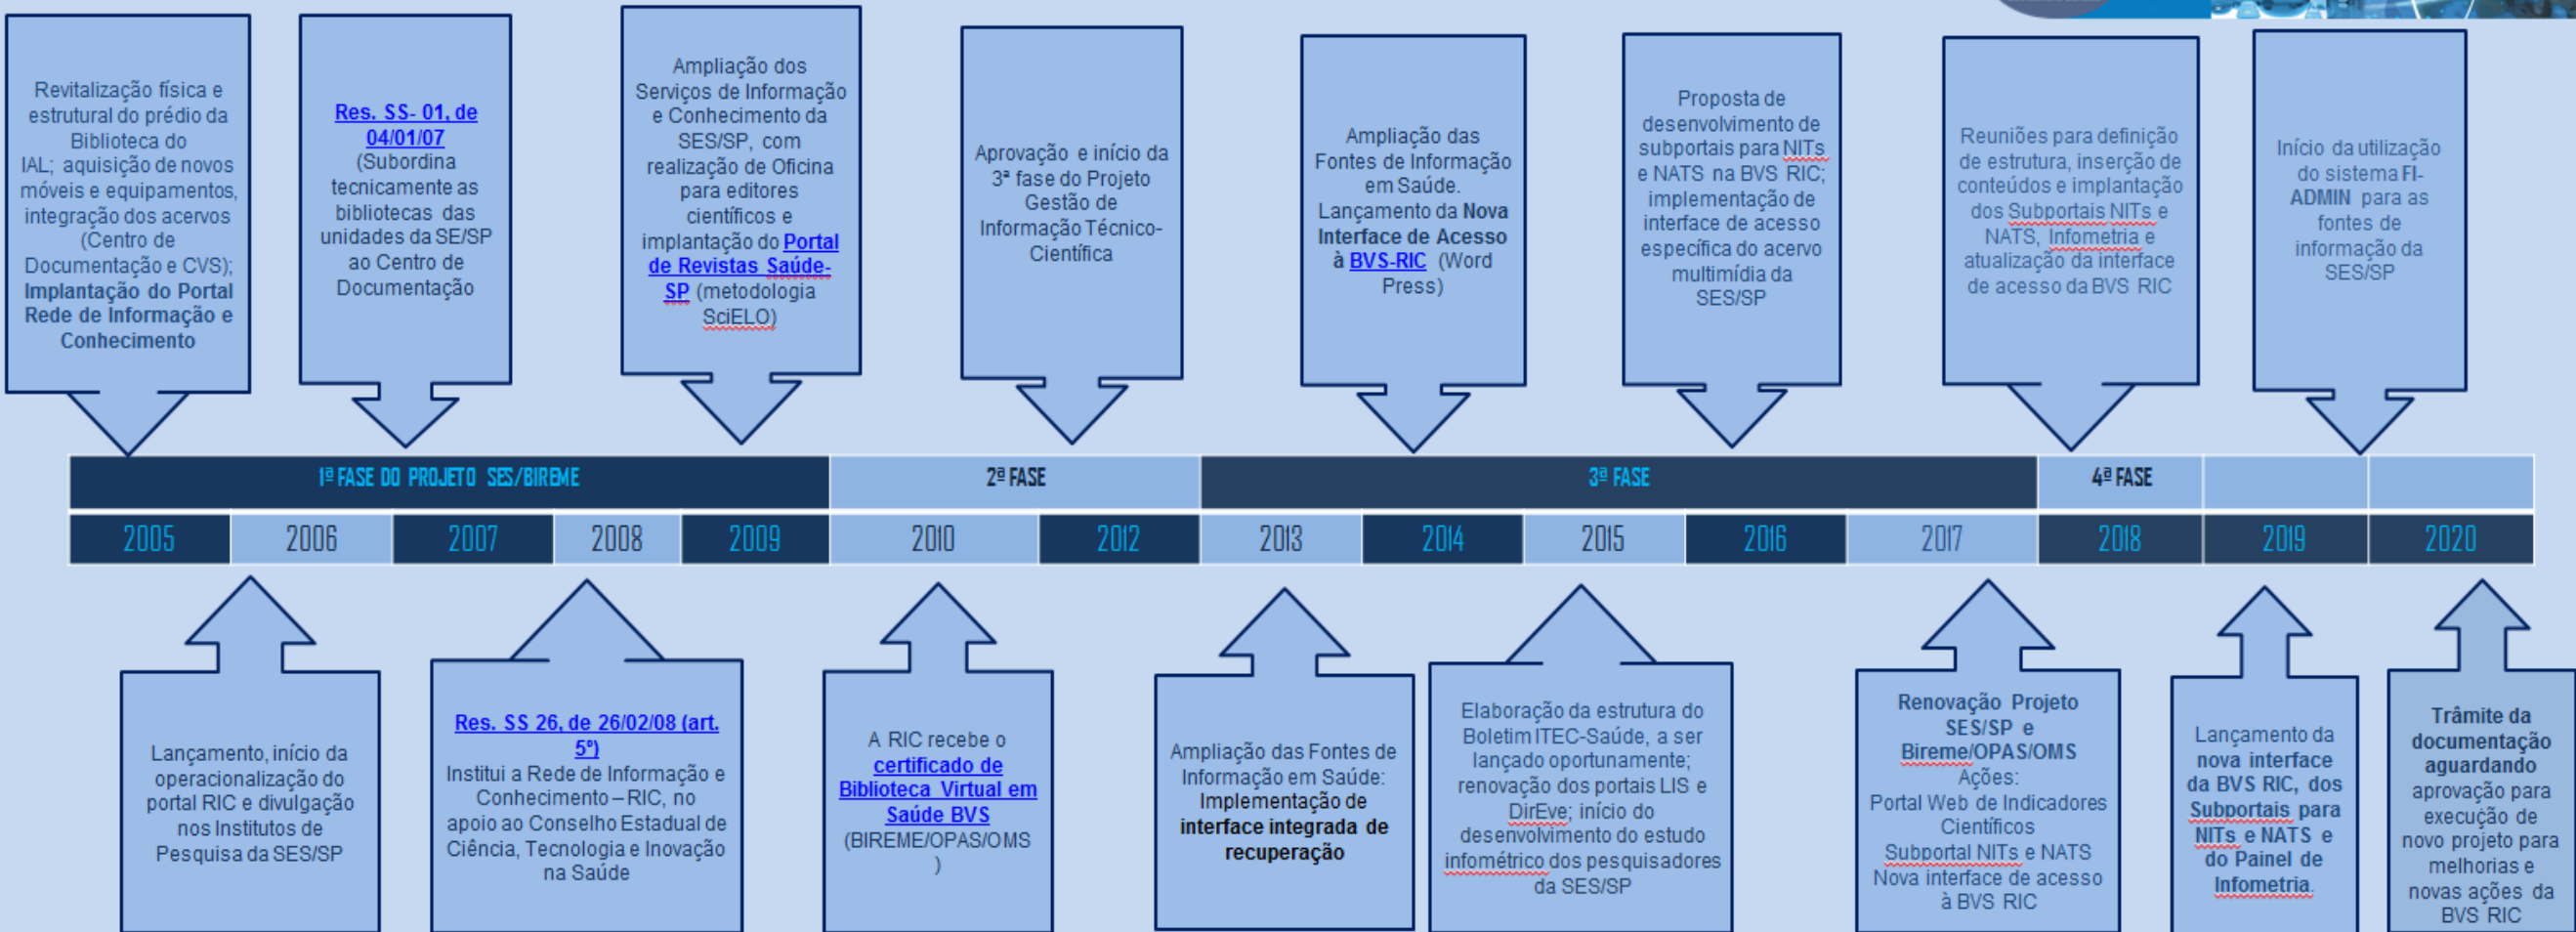 Revitalização física e
estrutural do prédio da
Biblioteca do
IAL; aquisição de novos
móveis e equipamentos,
integração dos acervos
(Centro de
Documentação e CVS);
Implantação do Portal
Rede de Informação e
Conhecimento
Res. SS- 01, de
04/01/07
(Subordina
tecnicamente as
bibliotecas das
unidades da SE/SP
ao Centro de
Documentação
Ampliação dos
Serviços de Informação
e Conhecimento da
SES/SP, com
realização de Oficina
para editores
científicos e
implantação do Portal
de Revistas Saúde-
SP (metodologia
SciELO)
Aprovação e início da
3ª fase do Projeto
Gestão de
Informação Técnico-
Científica
Ampliação das
Fontes de Informação
em Saúde.
Lançamento da Nova
Interface de Acesso
à BVS-RIC (Word
Press)
Proposta de
desenvolvimento de
subportais para NITs
e NATS na BVS RIC;
implementação de
interface de acesso
específica do acervo
multimídia da
SES/SP
Reuniões para definição
de estrutura, inserção de
conteúdos e implantação
dos Subportais NITs e
NATS, Infometria e
atualização da interface
de acesso da BVS RIC
Início da utilização
do sistema FI-
ADMIN para as
fontes de
informação da
SES/SP
1ª FASE DO PROJETO SES/BIREME 2ª FASE 3ª FASE 4ª FASE
2005 2006 2007 2008 2009 2010 2012 2013 2014 2015 2016 2017 2018 2019 2020
Lançamento, início da
operacionalização do
portal RIC e divulgação
nos Institutos de
Pesquisa da SES/SP
Res. SS 26, de 26/02/08 (art.
5º)
Institui a Rede de Informação e
Conhecimento – RIC, no
apoio ao Conselho Estadual de
Ciência, Tecnologia e Inovação
na Saúde
A RIC recebe o
certificado de
Biblioteca Virtual em
Saúde BVS
(BIREME/OPAS/OMS
)
Ampliação das Fontes de
Informação em Saúde:
Implementação de
interface integrada de
recuperação
Elaboração da estrutura do
Boletim ITEC-Saúde, a ser
lançado oportunamente;
renovação dos portais LIS e
DirEve; início do
desenvolvimento do estudo
infométrico dos pesquisadores
da SES/SP
Renovação Projeto
SES/SP e
Bireme/OPAS/OMS
Ações:
Portal Web de Indicadores
Científicos
Subportal NITs e NATS
Nova interface de acesso
à BVS RIC
Lançamento da
nova interface
da BVS RIC, dos
Subportais para
NITs e NATS e
do Painel de
Infometria.
Trâmite da
documentação
aguardando
aprovação para
execução de
novo projeto para
melhorias e
novas ações da
BVS RIC